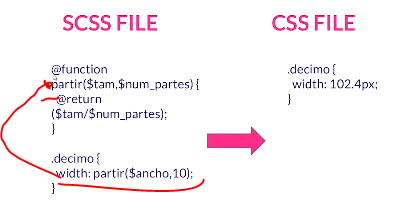 SCSS FILE
@function
partir($tam,$num_partes) {
@return
($tam/$num_partes);
}
.decimo {
width: partir($ancho,10);
}
CSS FILE
.decimo {
width: 102.4px;
}